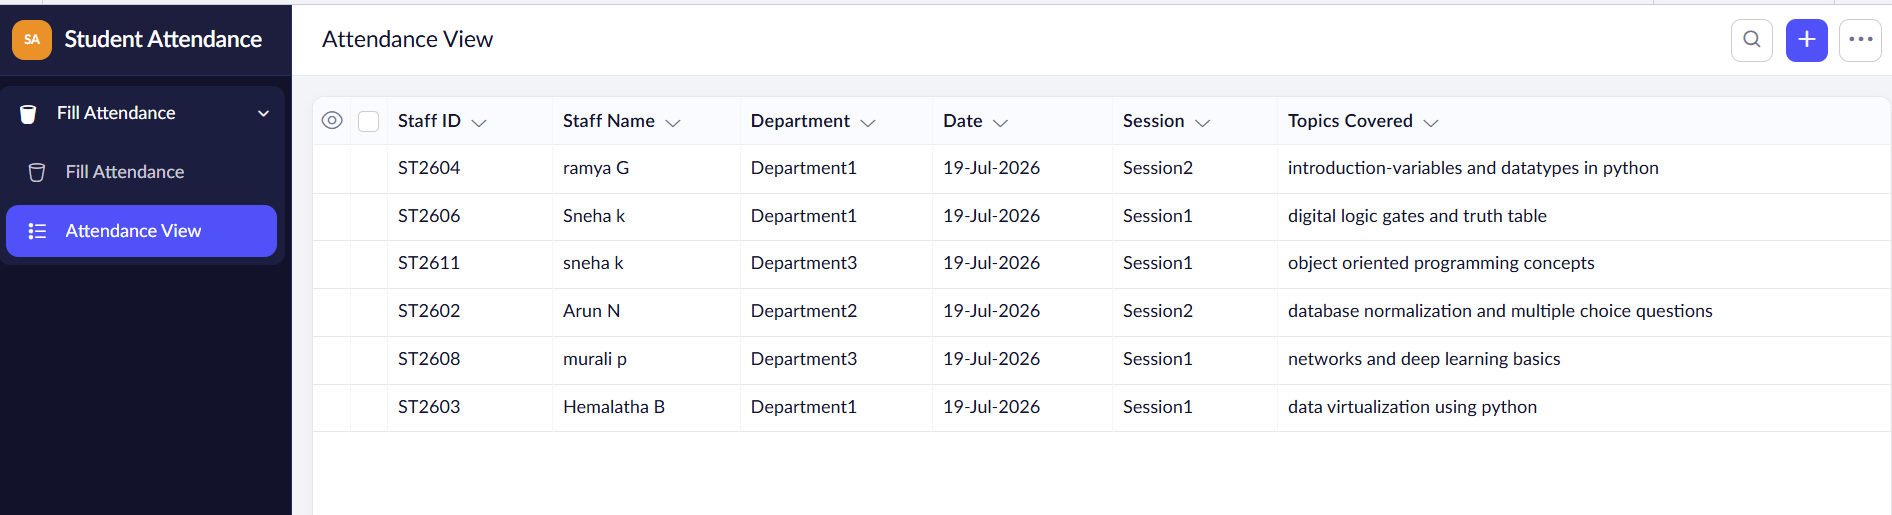 SA Student Attendance
Attendance View
Fill Attendance
Fill Attendance
Attendance View
Staff ID Staff Name Department Date Session Topics Covered
ST2604 ramya G Department1 19-Jul-2026 Session2 introduction-variables and datatypes in python
ST2606 Sneha k Department1 19-Jul-2026 Session1 digital logic gates and truth table
ST2611 sneha k Department3 19-Jul-2026 Session1 object oriented programming concepts
ST2602 Arun N Department2 19-Jul-2026 Session2 database normalization and multiple choice questions
ST2608 murali p Department3 19-Jul-2026 Session1 networks and deep learning basics
ST2603 Hemalatha B Department1 19-Jul-2026 Session1 data virtualization using python